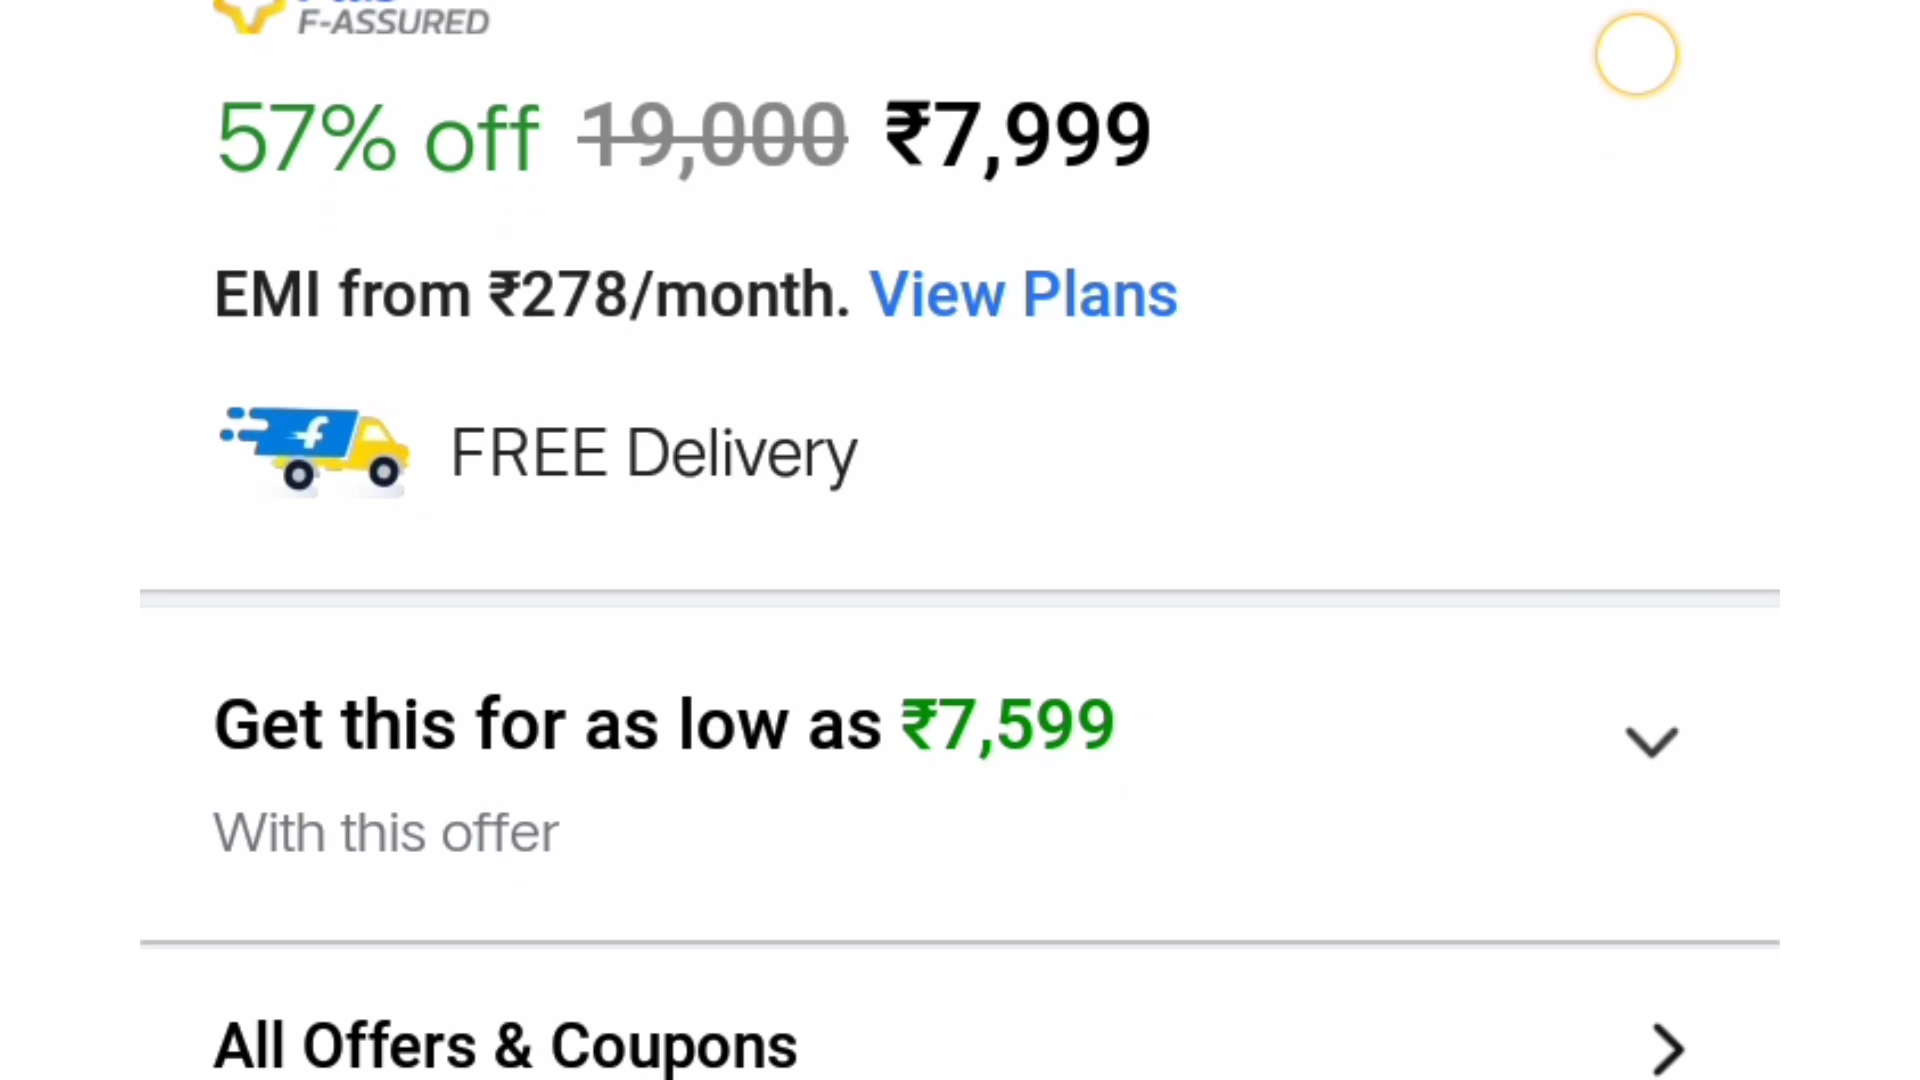 F-ASSURED
57% off 19,000 ₹7,999
EMI from ₹278/month. View Plans
f FREE Delivery
Get this for as low as ₹7,599
With this offer
All Offers & Coupons